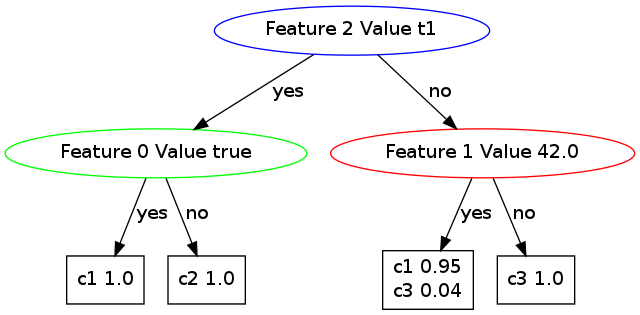 Feature 2 Value t1
yes
no
Feature 0 Value true
Feature 1 Value 42.0
yes
no
yes
no
c1 1.0
c2 1.0
c1 0.95
c3 0.04
c3 1.0